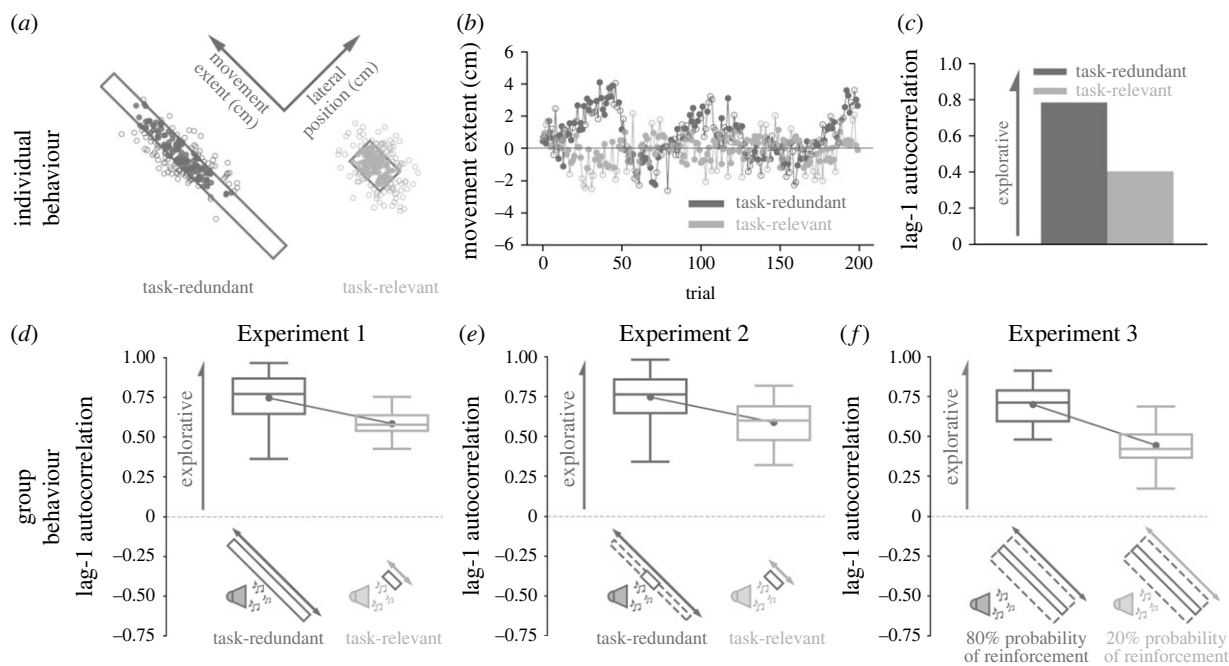 (a)
movement
extent (cm)
lateral
position (cm)
individual
behaviour
task-redundant
task-relevant
(b)
movement extent (cm)
6
4
2
0
–2
–4
–6
task-redundant
task-relevant
0
50
100
150
200
trial
(c)
lag-1 autocorrelation
1.0
0.8
0.6
0.4
0.2
0
explorative
task-redundant
task-relevant
group
behaviour
(d)
Experiment 1
lag-1 autocorrelation
1.00
0.75
0.50
0.25
0
–0.25
–0.50
–0.75
explorative
task-redundant
task-relevant
(e)
Experiment 2
lag-1 autocorrelation
1.00
0.75
0.50
0.25
0
–0.25
–0.50
–0.75
explorative
task-redundant
task-relevant
(f)
Experiment 3
lag-1 autocorrelation
1.00
0.75
0.50
0.25
0
–0.25
–0.50
–0.75
explorative
80% probability
of reinforcement
20% probability
of reinforcement